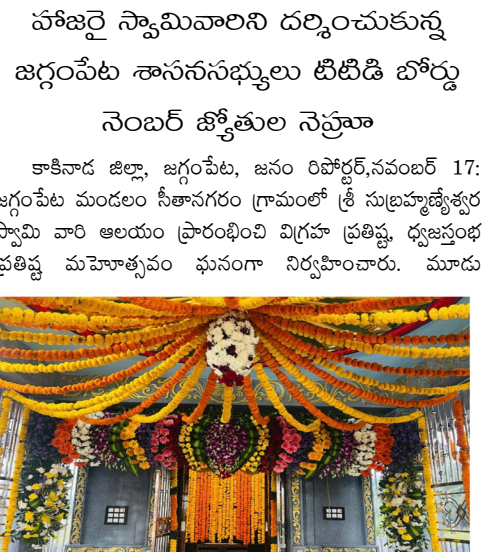 హాజరై స్వామివారిని దర్శించుకున్న
జగ్గంపేట శాసనసభ్యులు టిటిడి బోర్డు
నెంబర్ జ్యోతుల నెహ్రూ
కాకినాడ జిల్లా, జగ్గంపేట, జనం రిపోర్టర్,నవంబర్ 17:
జగ్గంపేట మండలం సీతానగరం గ్రామంలో శ్రీ సుబ్రహ్మణ్యేశ్వర
స్వామి వారి ఆలయం ప్రారంభించి విగ్రహ ప్రతిష్ట, ధ్వజస్తంభ
ప్రతిష్ట మహెూత్సవం ఘనంగా నిర్వహించారు. మూడు